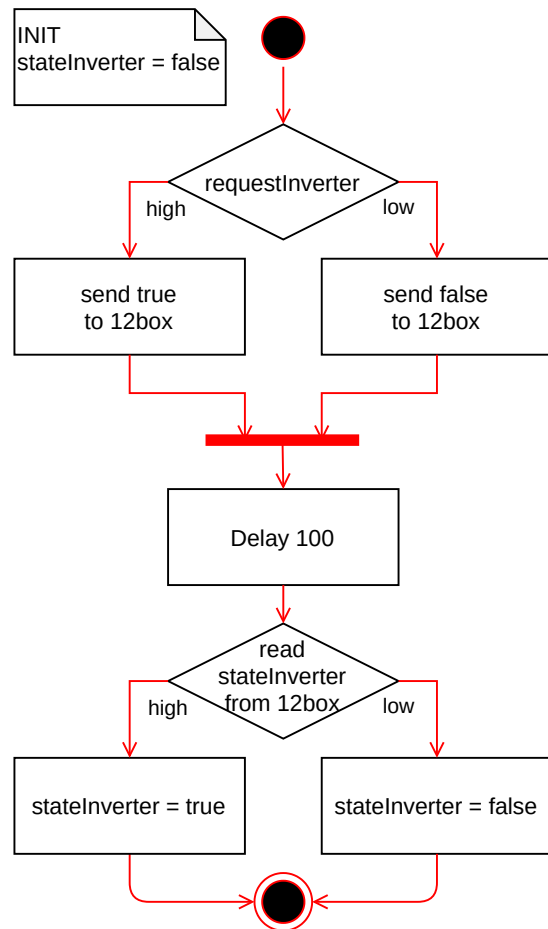 INIT
stateInverter = false
requestInverter
high
low
send true
to 12box
send false
to 12box
Delay 100
read
stateInverter
from 12box
high
low
stateInverter = true
stateInverter = false